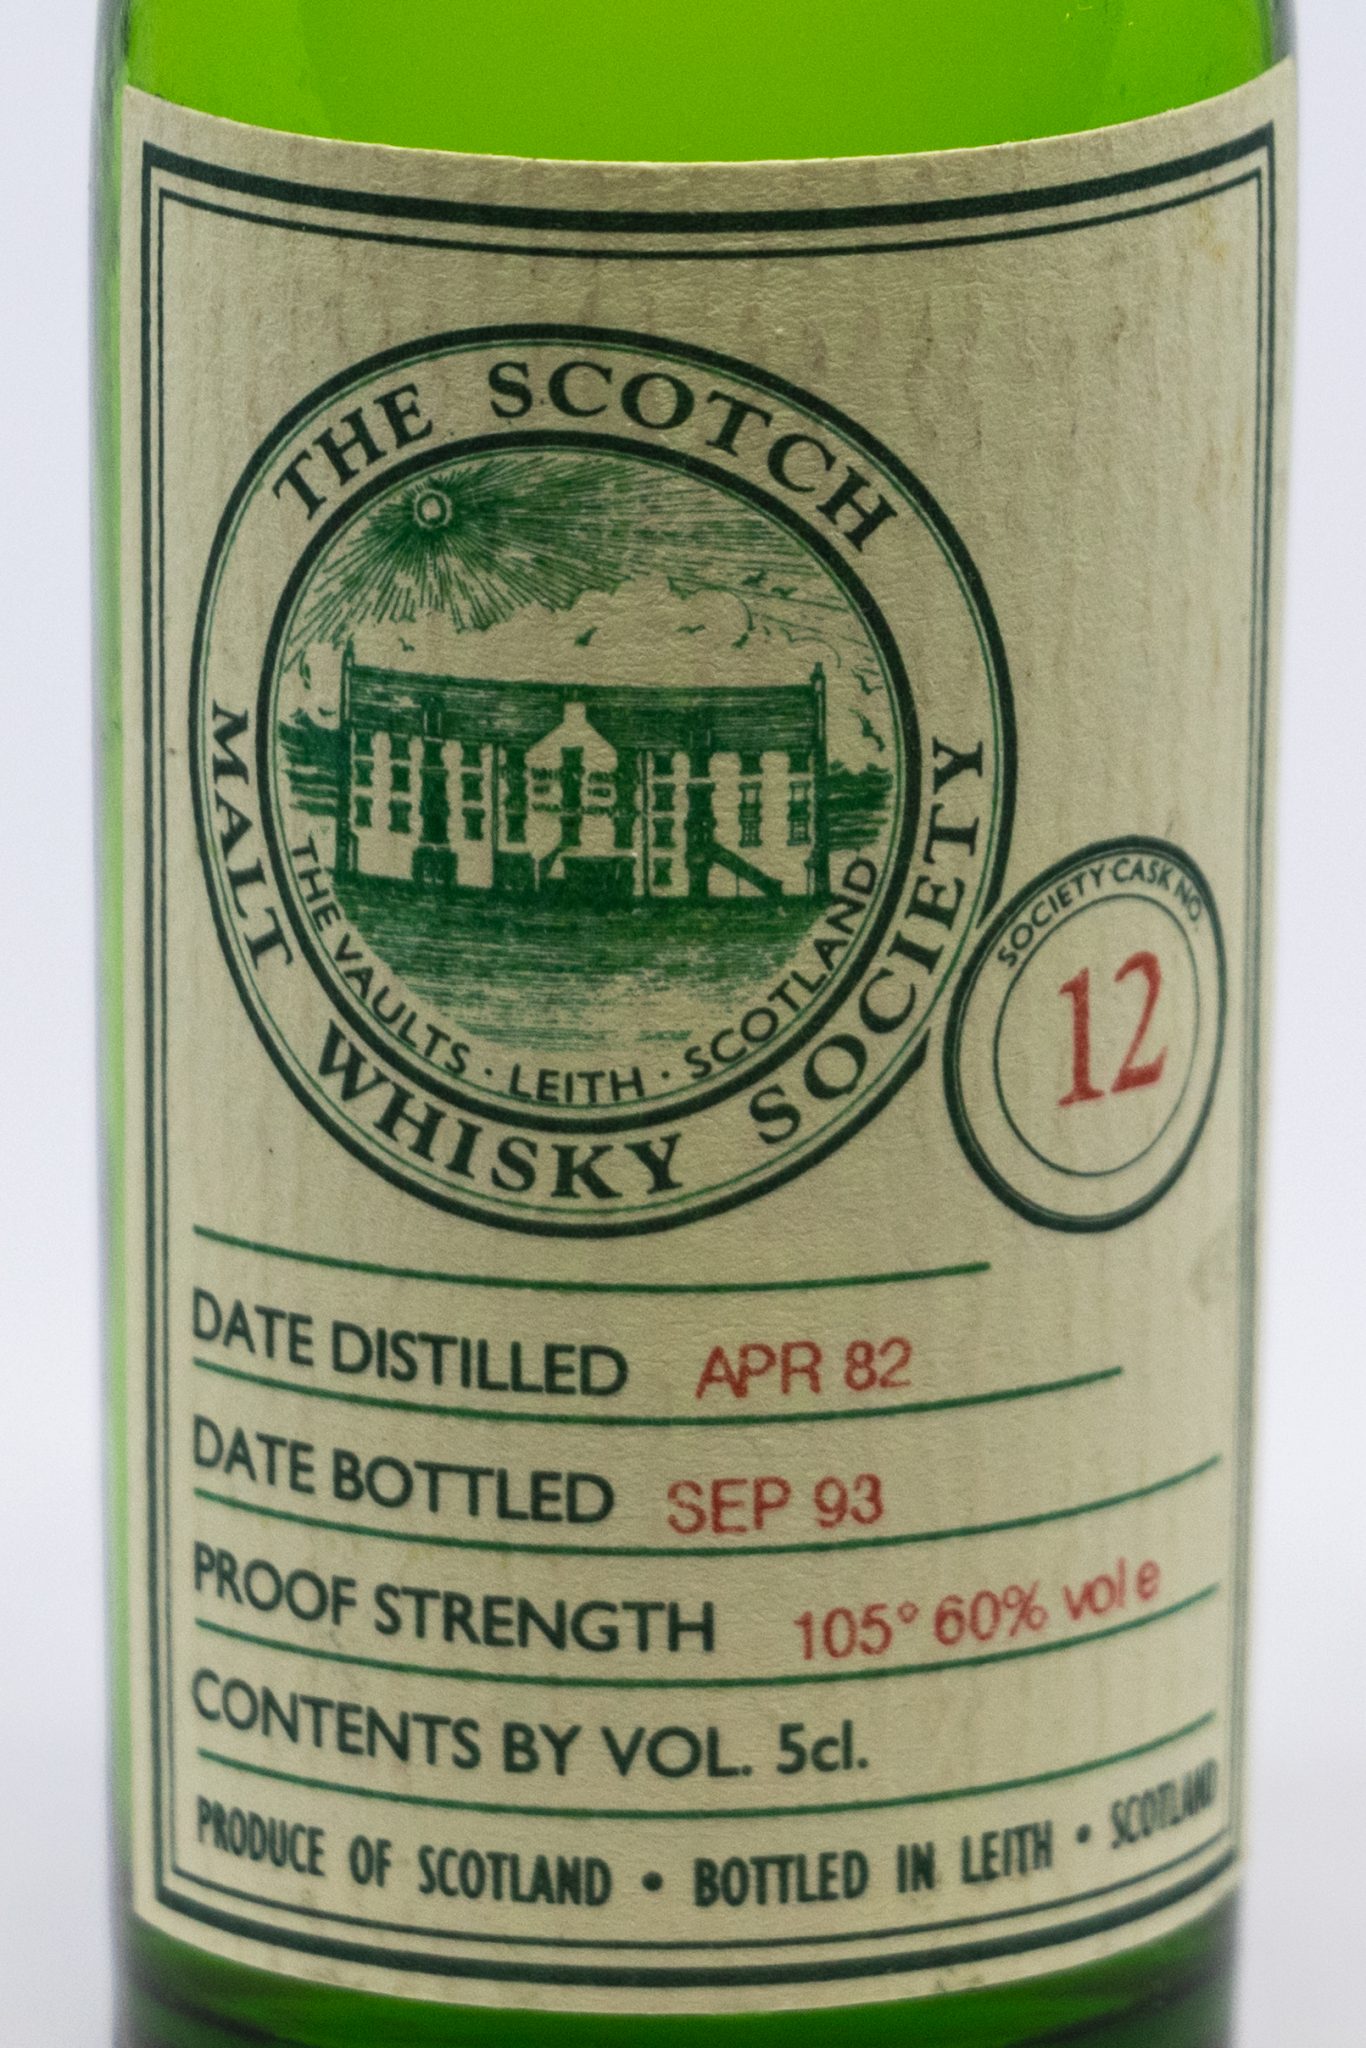 THE SCOTCH
MALT WHISKY SOCIETY
THE VAULTS · LEITH · SCOTLAND
SOCIETY CASK NO.
12
DATE DISTILLED APR 82
DATE BOTTLED SEP 93
PROOF STRENGTH 105° 60% vol e
CONTENTS BY VOL. 5cl.
PRODUCE OF SCOTLAND • BOTTLED IN LEITH • SCOTLAND